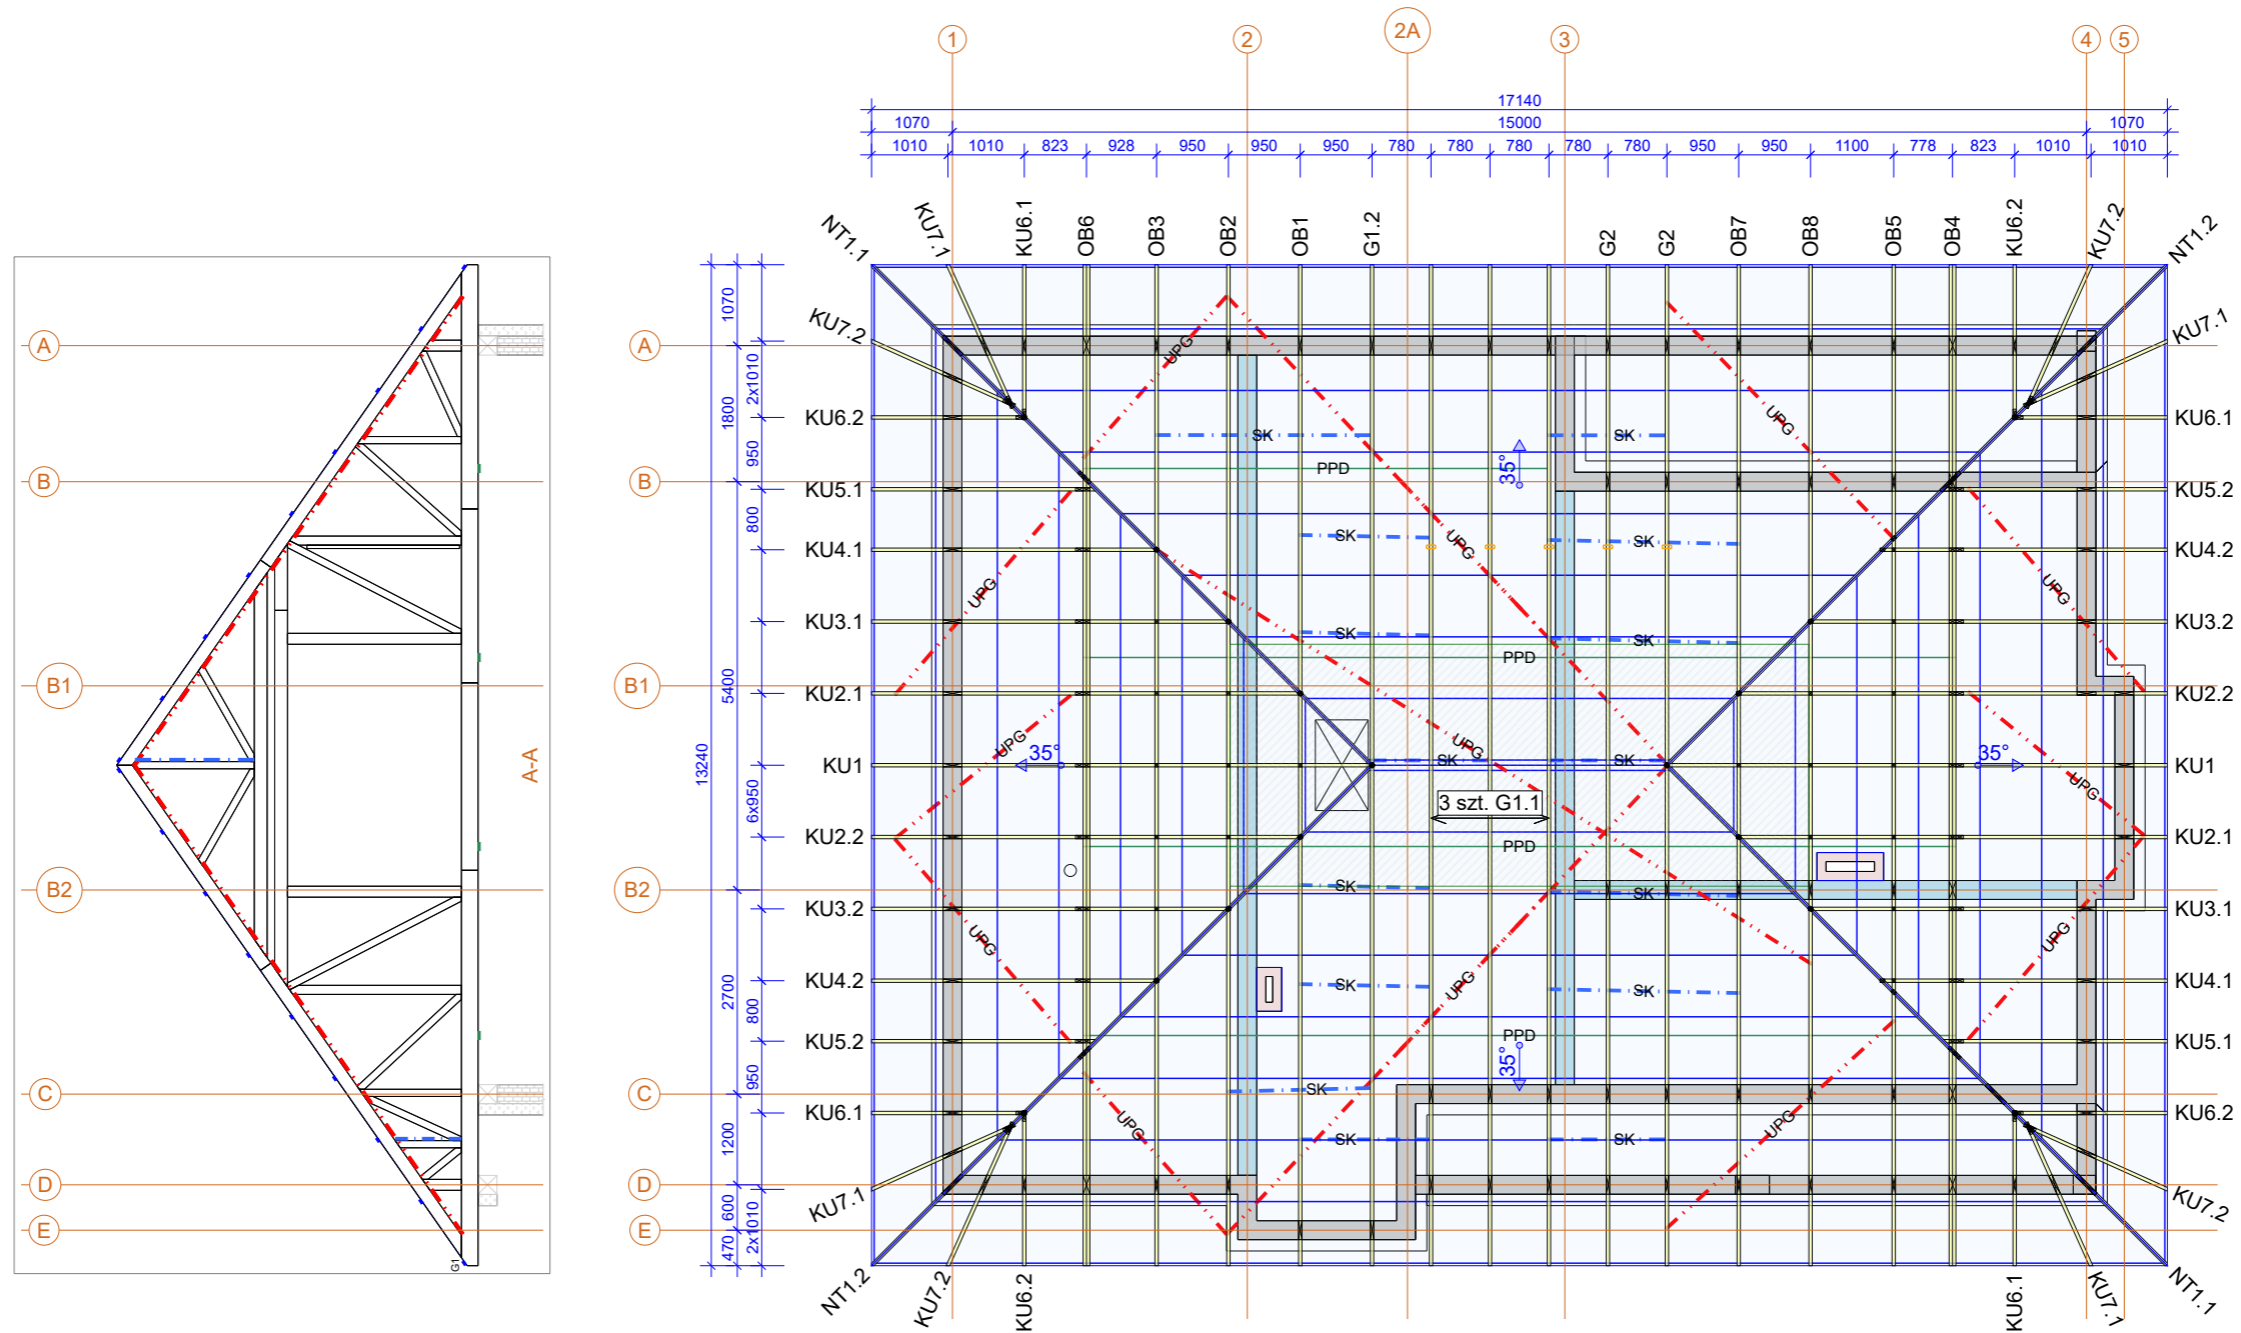 1 2 2A 3 4 5
17140
1070 15000 1070
1010 1010 823 928 950 950 950 780 780 780 780 780 950 950 1100 778 823 1010 1010
NT1.1 KU7.1 KU6.1 OB6 OB3 OB2 OB1 G1.2 G2 G2 OB7 OB8 OB5 OB4 KU6.2 KU7.2 NT1.2
A
B
B1
B2
C
D
E
A-A
G1
A
B
B1
B2
C
D
E
13240
1070
1800
5400
2700
1200
600
470
2x1010
950
800
6x950
800
950
2x1010
KU7.2
KU6.2
KU5.1
KU4.1
KU3.1
KU2.1
KU1
KU2.2
KU3.2
KU4.2
KU5.2
KU6.1
KU7.1
KU7.1
KU6.1
KU5.2
KU4.2
KU3.2
KU2.2
KU1
KU2.1
KU3.1
KU4.1
KU5.1
KU6.2
KU7.2
UPG
SK SK
UPG
PPD
35°
SK SK
UPG
UPG UPG
SK SK
PPD
UPG UPG
35°
SK SK
35°
UPG
3 szt. G1.1
PPD
SK SK
UPG UPG
UPG
SK SK
PPD
35°
SK
UPG UPG
SK SK
NT1.2 KU7.2 KU6.2 KU6.1 KU7.1 NT1.1